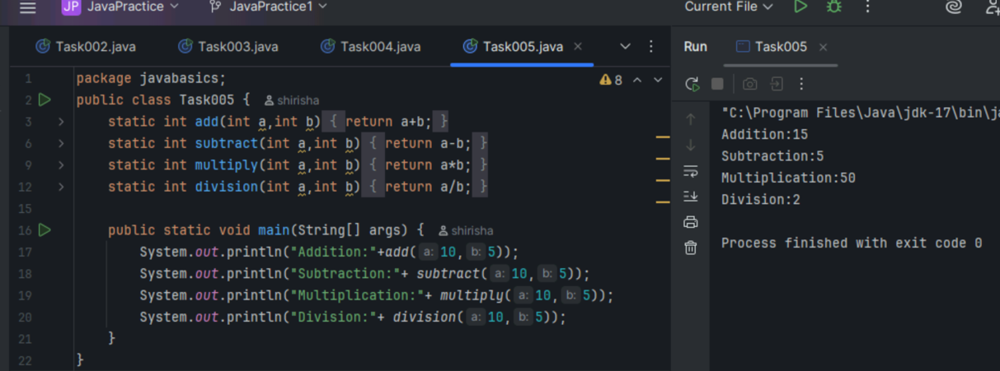 JP JavaPractice JavaPractice1 Current File
Task002.java Task003.java Task004.java Task005.java Run Task005
8
1 package javabasics;
2 public class Task005 { shirisha
3 static int add(int a,int b) { return a+b; }
6 static int subtract(int a,int b) { return a-b; }
9 static int multiply(int a,int b) { return a*b; }
12 static int division(int a,int b) { return a/b; }
15
16 public static void main(String[] args) { shirisha
17 System.out.println("Addition:"+add( a: 10, b: 5));
18 System.out.println("Subtraction:"+ subtract( a: 10, b: 5));
19 System.out.println("Multiplication:"+ multiply( a: 10, b: 5));
20 System.out.println("Division:"+ division( a: 10, b: 5));
21 }
22 }
"C:\Program Files\Java\jdk-17\bin\
Addition:15
Subtraction:5
Multiplication:50
Division:2
Process finished with exit code 0